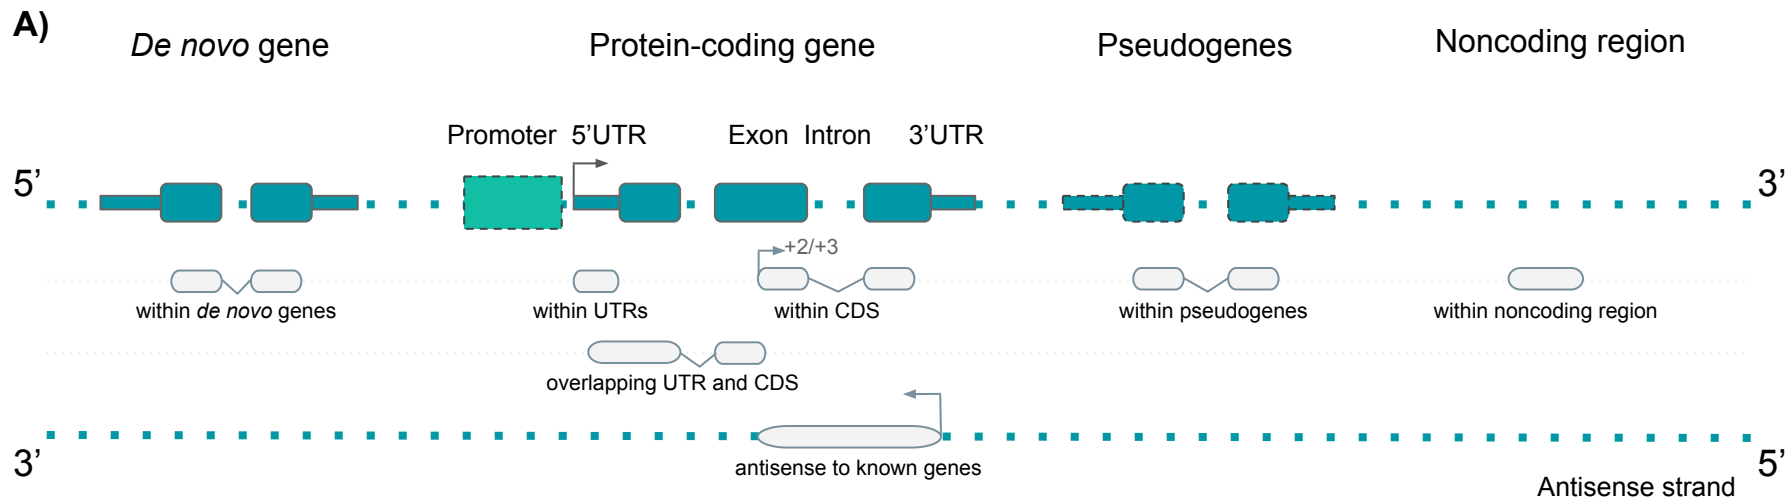 A)
De novo gene
Protein-coding gene
Pseudogenes
Noncoding region
Promoter
5’UTR
Exon
Intron
3’UTR
5’
3’
+2/+3
within de novo genes
within UTRs
within CDS
within pseudogenes
within noncoding region
overlapping UTR and CDS
3’
5’
antisense to known genes
Antisense strand